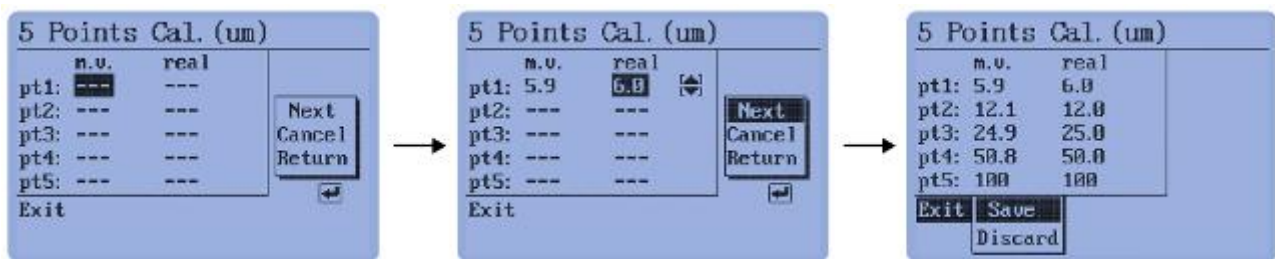 5 Points Cal. (um)
m.v. real
pt1: --- ---
pt2: --- ---
pt3: --- ---
pt4: --- ---
pt5: --- ---
Next
Cancel
Return
Exit
5 Points Cal. (um)
m.v. real
pt1: 5.9 6.0
pt2: --- ---
pt3: --- ---
pt4: --- ---
pt5: --- ---
Next
Cancel
Return
Exit
5 Points Cal. (um)
m.v. real
pt1: 5.9 6.0
pt2: 12.1 12.0
pt3: 24.9 25.0
pt4: 50.8 50.0
pt5: 100 100
Exit Save
Discard